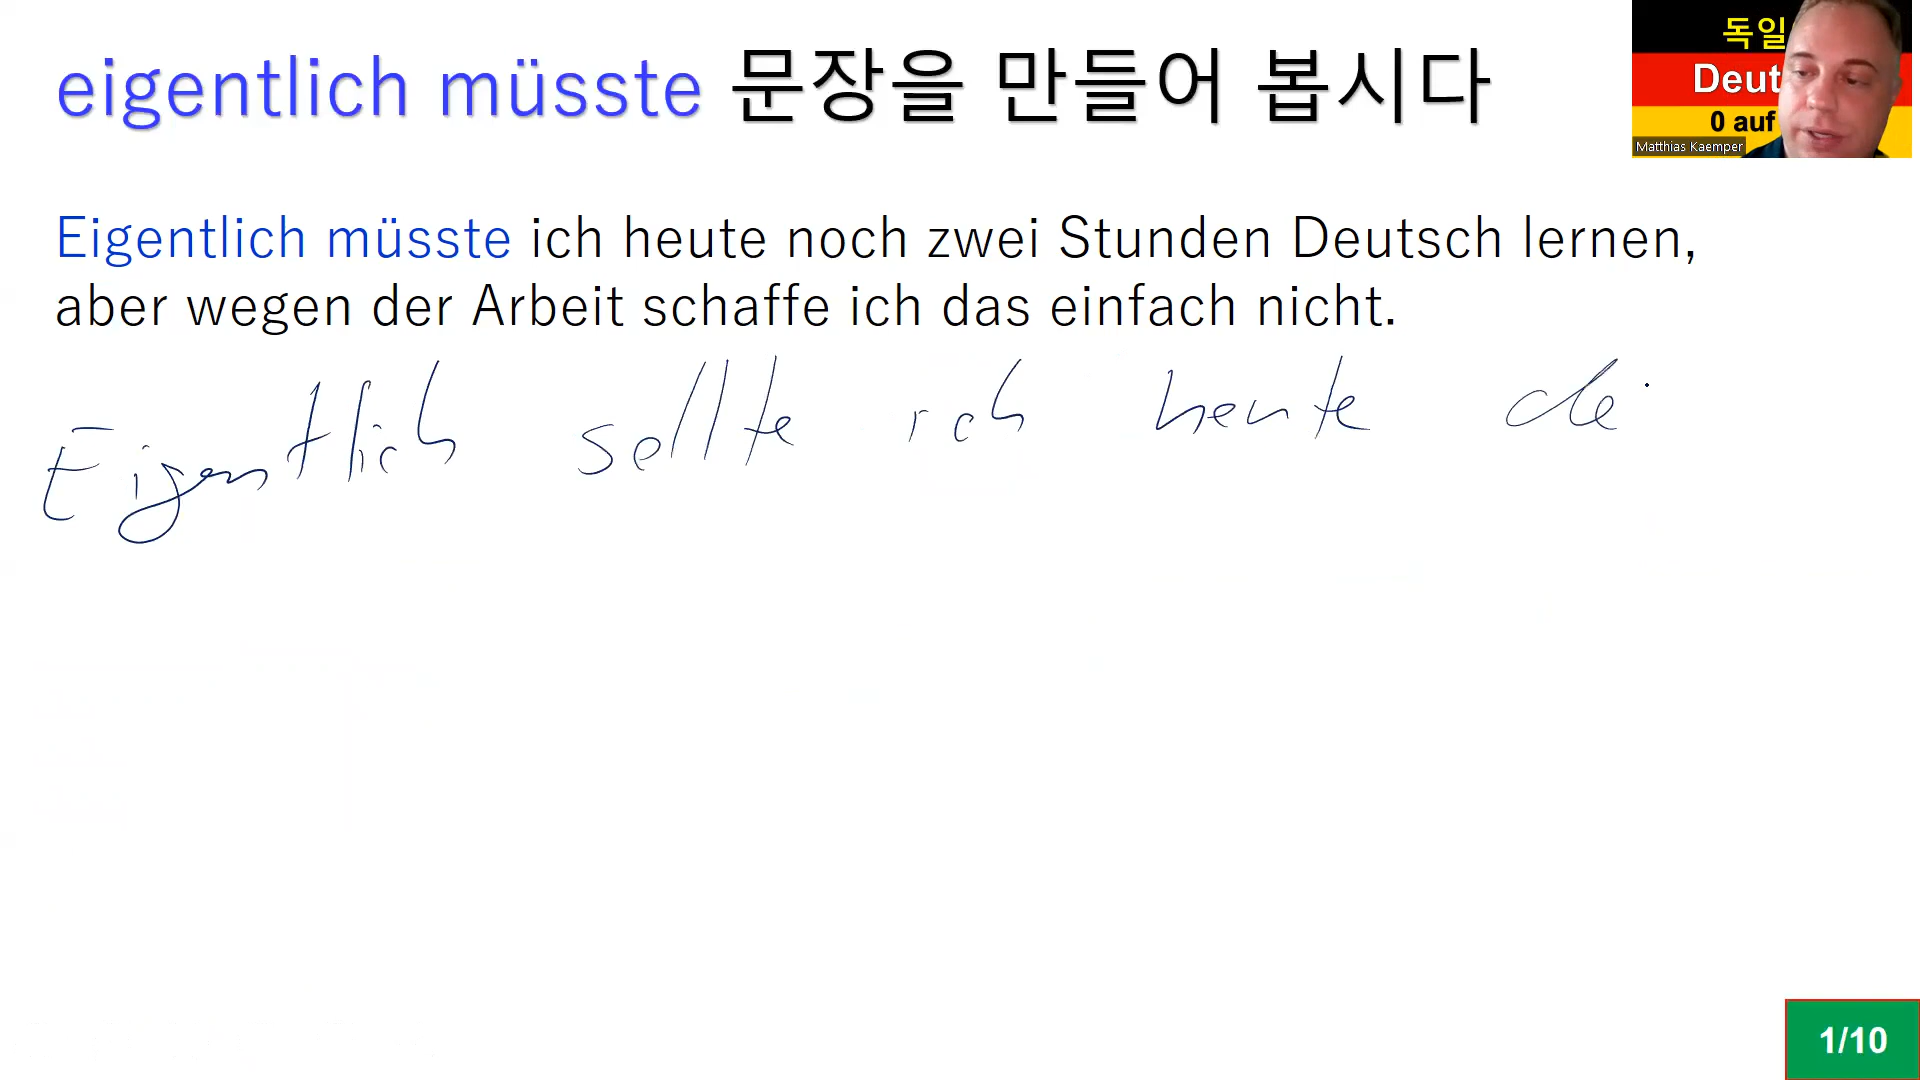 eigentlich müsste 문장을 만들어 봅시다
독일
Deut
0 auf
Matthias Kaemper
Eigentlich müsste ich heute noch zwei Stunden Deutsch lernen,
aber wegen der Arbeit schaffe ich das einfach nicht.
Eigentlich sollte ich heute
1/10